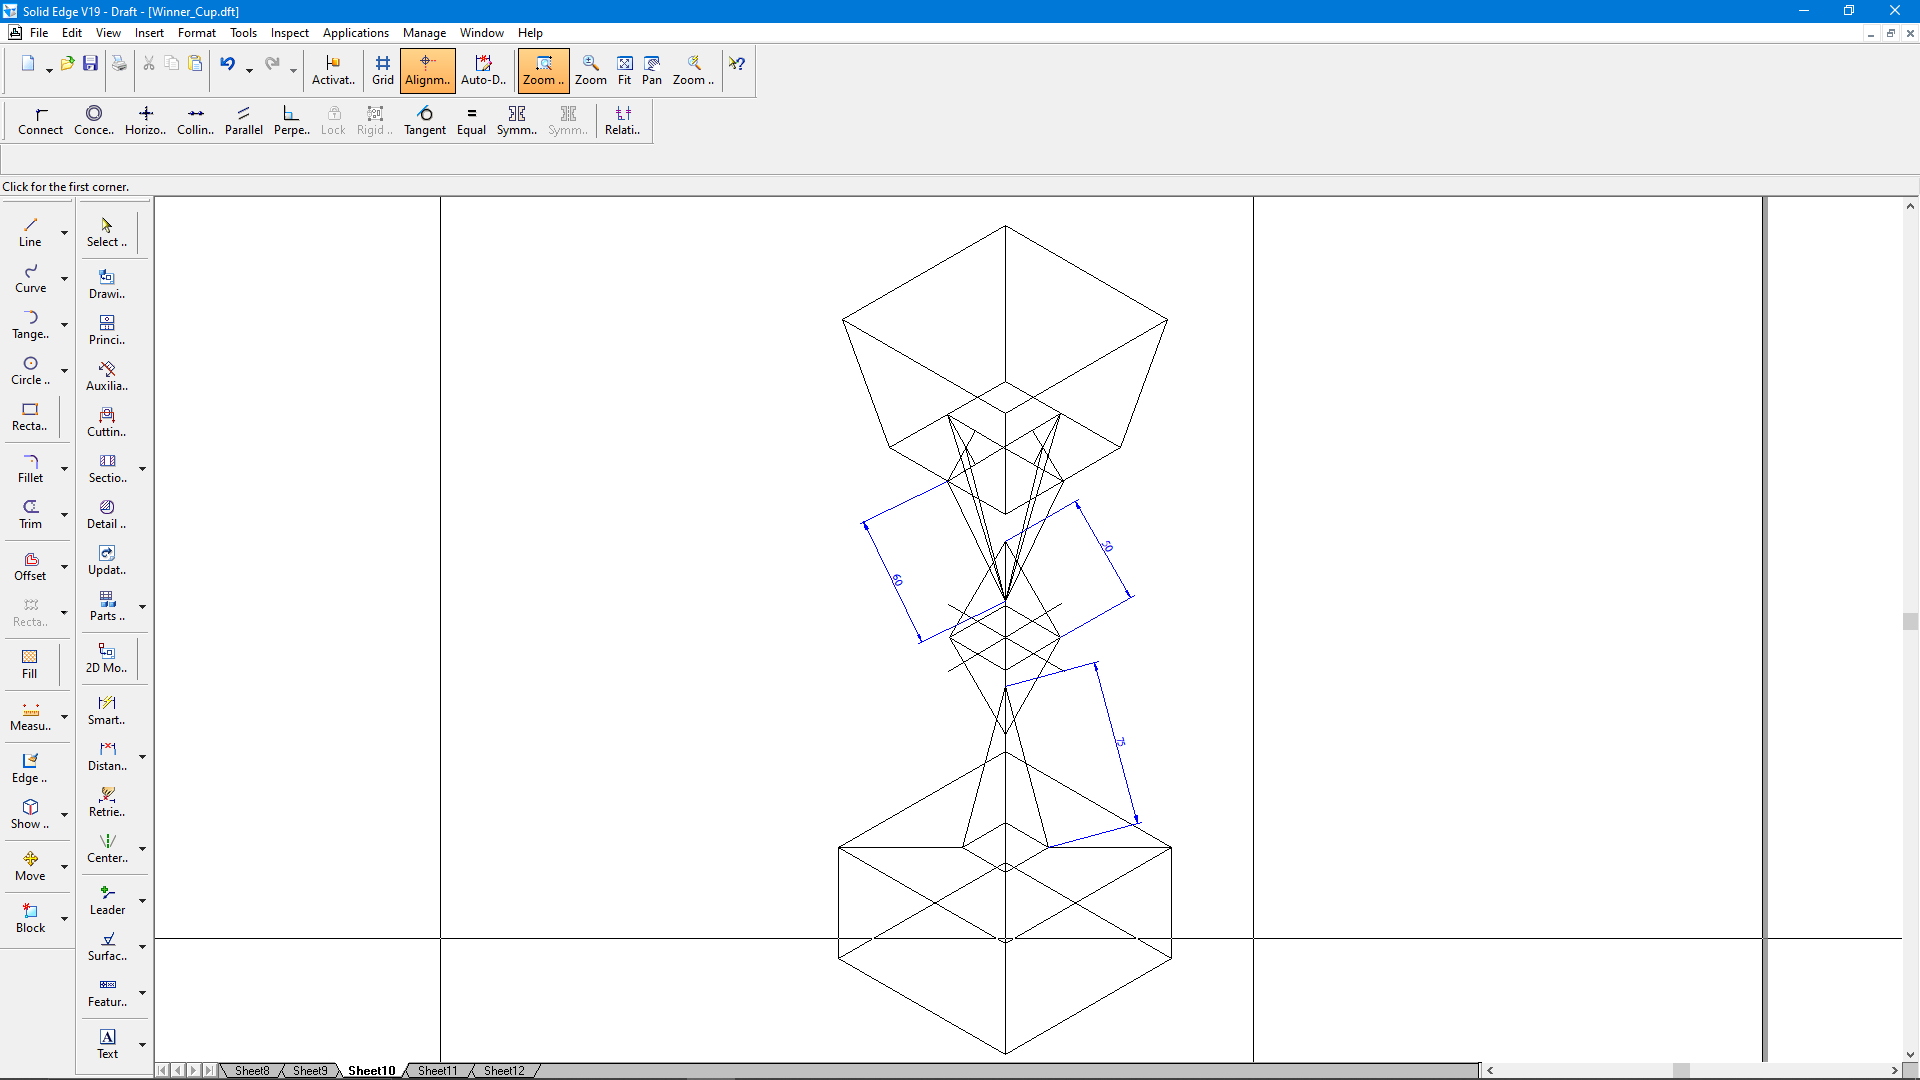 Solid Edge V19 - Draft - [Winner_Cup.dft]
File Edit View Insert Format Tools Inspect Applications Manage Window Help
Activat.. Grid Alignm.. Auto-D.. Zoom .. Zoom Fit Pan Zoom ..
Connect Conce.. Horizo.. Collin.. Parallel Perpe.. Lock Rigid .. Tangent Equal Symm.. Symm.. Relati..
Click for the first corner.
Line Select ..
Curve Drawi..
Tange.. Princi..
Circle .. Auxilia..
Recta.. Cuttin..
Fillet Sectio..
Trim Detail ..
Offset Updat..
Recta.. Parts ..
Fill 2D Mo..
Measu.. Smart..
Edge .. Distan..
Show .. Retrie..
Move Center..
Block Leader
Surfac..
Featur..
A
Text
50
60
75
Sheet8 Sheet9 Sheet10 Sheet11 Sheet12